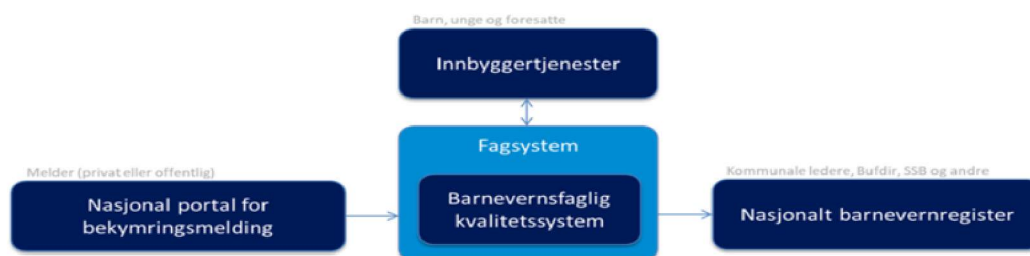 Barn, unge og foresatte
Innbyggertjenester
Fagsystem
Melder (privat eller offentlig)
Nasjonal portal for
bekymringsmelding
Barnevernsfaglig
kvalitetssystem
Kommunale ledere, Bufdir, SSB og andre
Nasjonalt barnevernregister